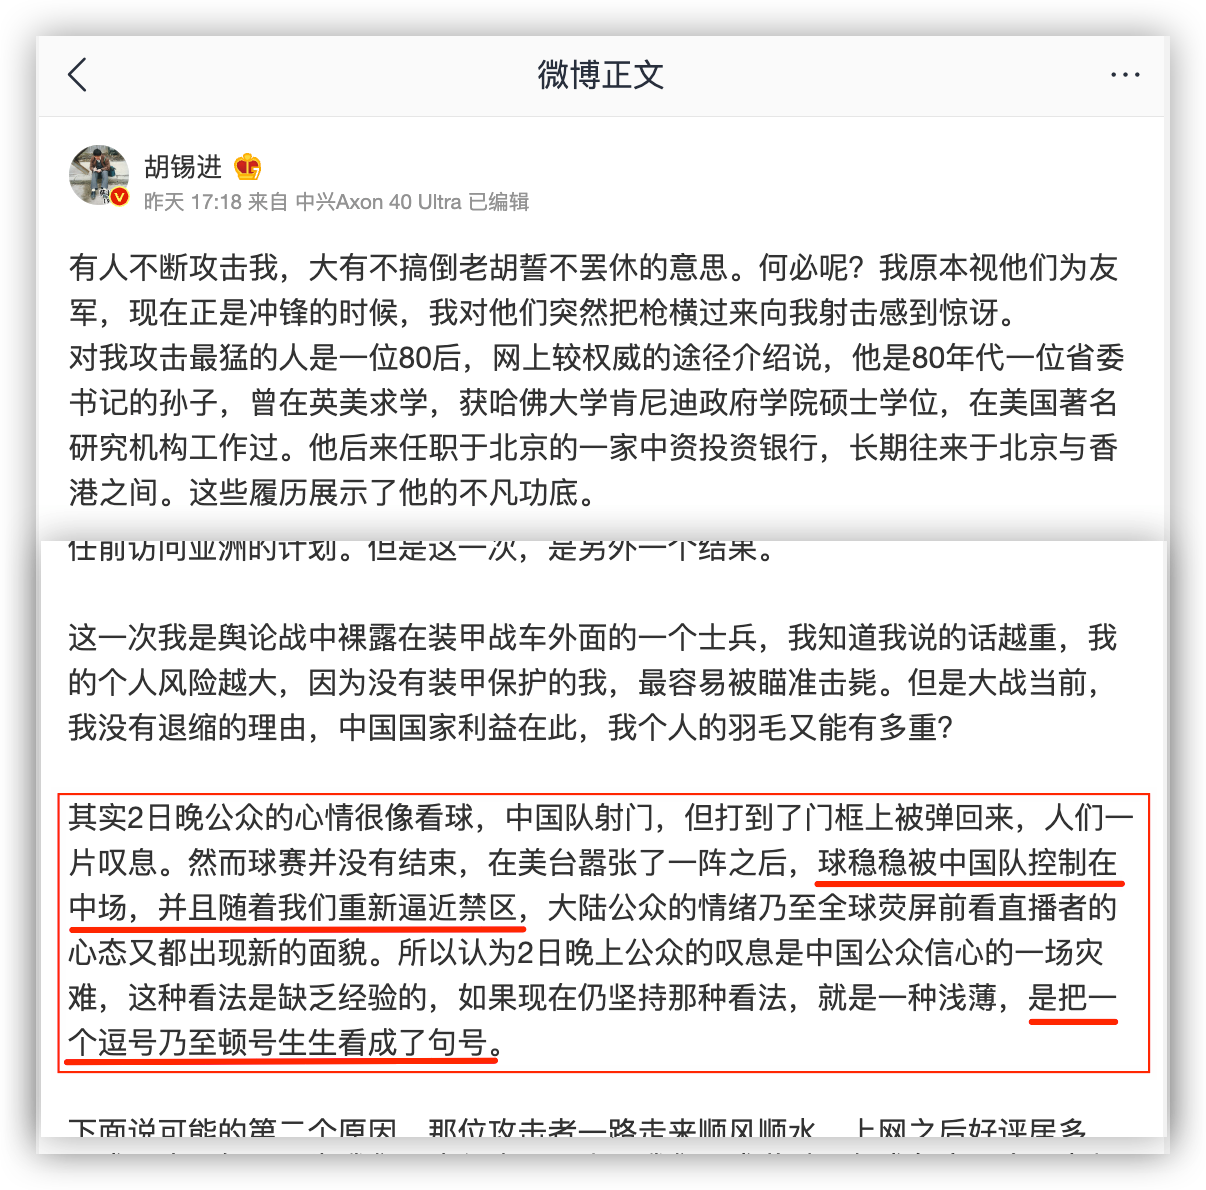 微博正文
胡锡进
昨天 17:18 来自 中兴Axon 40 Ultra 已编辑
有人不断攻击我，大有不搞倒老胡誓不罢休的意思。何必呢？我原本视他们为友
军，现在正是冲锋的时候，我对他们突然把枪横过来向我射击感到惊讶。
对我攻击最猛的人是一位80后，网上较权威的途径介绍说，他是80年代一位省委
书记的孙子，曾在英美求学，获哈佛大学肯尼迪政府学院硕士学位，在美国著名
研究机构工作过。他后来任职于北京的一家中资投资银行，长期往来于北京与香
港之间。这些履历展示了他的不凡功底。
任前访问亚洲的计划。但是这一次，是另外一个结果。
这一次我是舆论战中裸露在装甲战车外面的一个士兵，我知道我说的话越重，我
的个人风险越大，因为没有装甲保护的我，最容易被瞄准击毙。但是大战当前，
我没有退缩的理由，中国国家利益在此，我个人的羽毛又能有多重？
其实2日晚公众的心情很像看球，中国队射门，但打到了门框上被弹回来，人们一
片叹息。然而球赛并没有结束，在美台嚣张了一阵之后，球稳稳被中国队控制在
中场，并且随着我们重新逼近禁区，大陆公众的情绪乃至全球荧屏前看直播者的
心态又都出现新的面貌。所以认为2日晚上公众的叹息是中国公众信心的一场灾
难，这种看法是缺乏经验的，如果现在仍坚持那种看法，就是一种浅薄，是把一
个逗号乃至顿号生生看成了句号。
下面说可能的第二个原因，那位攻击者一路走来顺风顺水，上网之后好评居多，